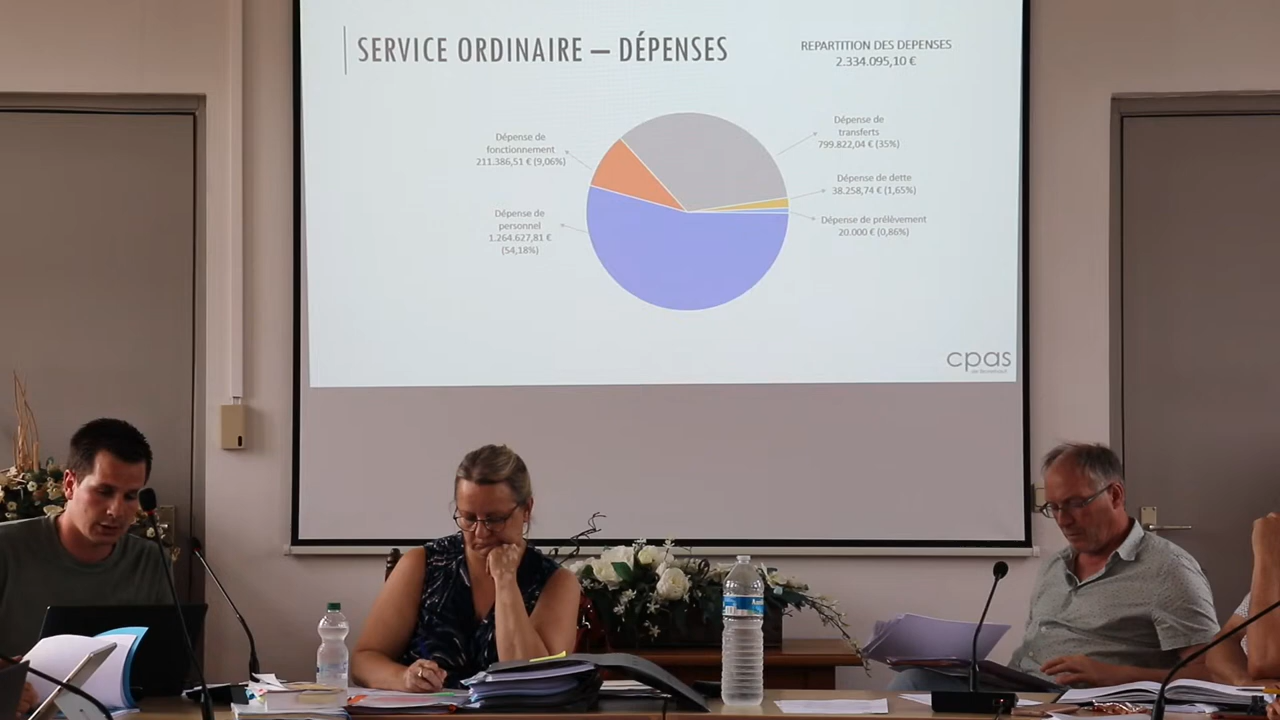 SERVICE ORDINAIRE – DÉPENSES
REPARTITION DES DEPENSES
2.334.095,10 €
Dépense de
fonctionnement
211.386,51 € (9,06%)
Dépense de
transferts
799.822,04 € (35%)
Dépense de dette
38.258,74 € (1,65%)
Dépense de
personnel
1.264.627,81 €
(54,18%)
Dépense de prélèvement
20.000 € (0,86%)
cpas